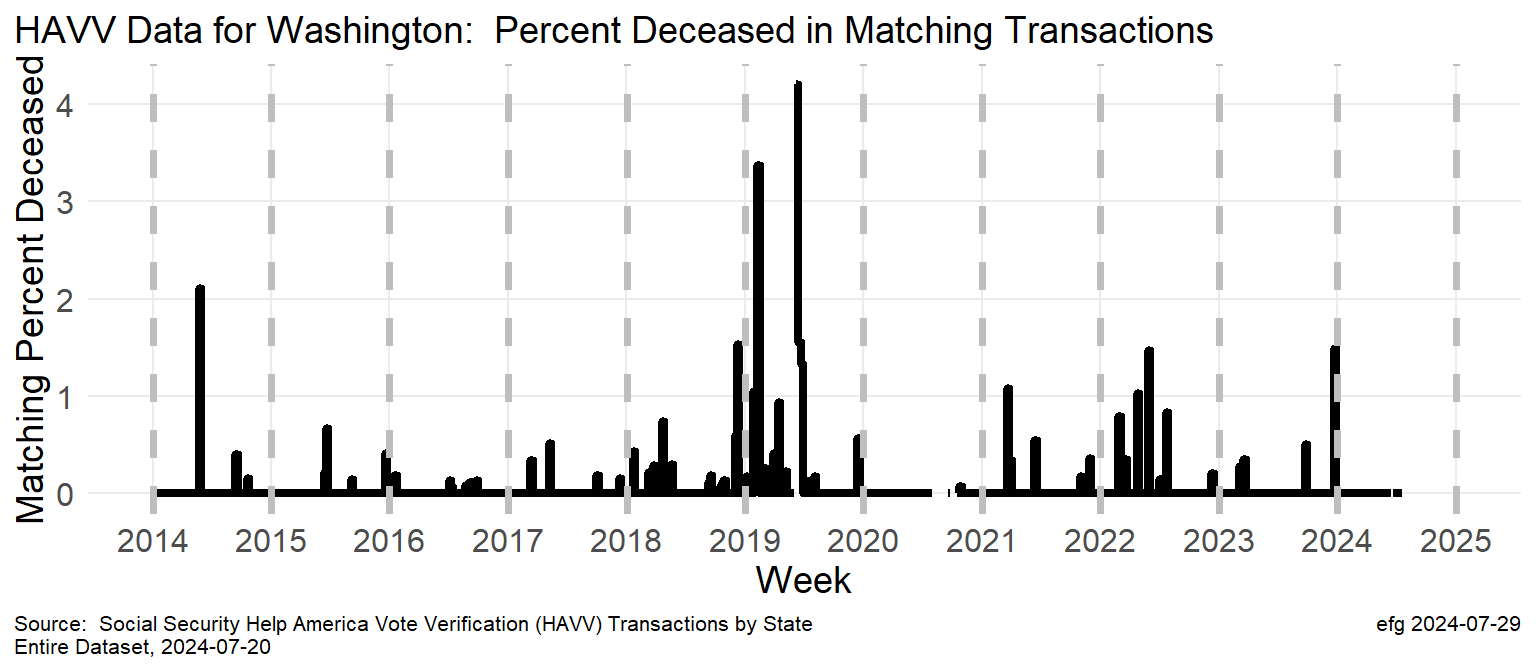 HAVV Data for Washington:  Percent Deceased in Matching Transactions
Matching Percent Deceased
4
3
2
1
0
2014 2015 2016 2017 2018 2019 2020 2021 2022 2023 2024 2025
Week
Source:  Social Security Help America Vote Verification (HAVV) Transactions by State
Entire Dataset, 2024-07-20
efg 2024-07-29